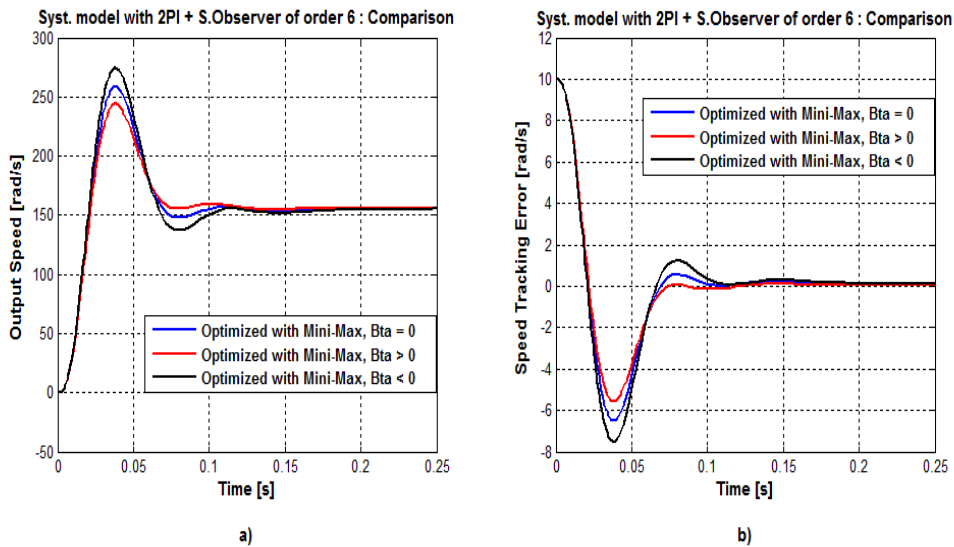 Syst. model with 2PI + S.Observer of order 6 : Comparison
300
250
200
150
100
50
0
-50
Output Speed [rad/s]
Optimized with Mini-Max, Bta = 0
Optimized with Mini-Max, Bta > 0
Optimized with Mini-Max, Bta < 0
0 0.05 0.1 0.15 0.2 0.25
Time [s]
a)
Syst. model with 2PI + S.Observer of order 6 : Comparison
12
10
8
6
4
2
0
-2
-4
-6
-8
Speed Tracking Error [rad/s]
Optimized with Mini-Max, Bta = 0
Optimized with Mini-Max, Bta > 0
Optimized with Mini-Max, Bta < 0
0 0.05 0.1 0.15 0.2 0.25
Time [s]
b)